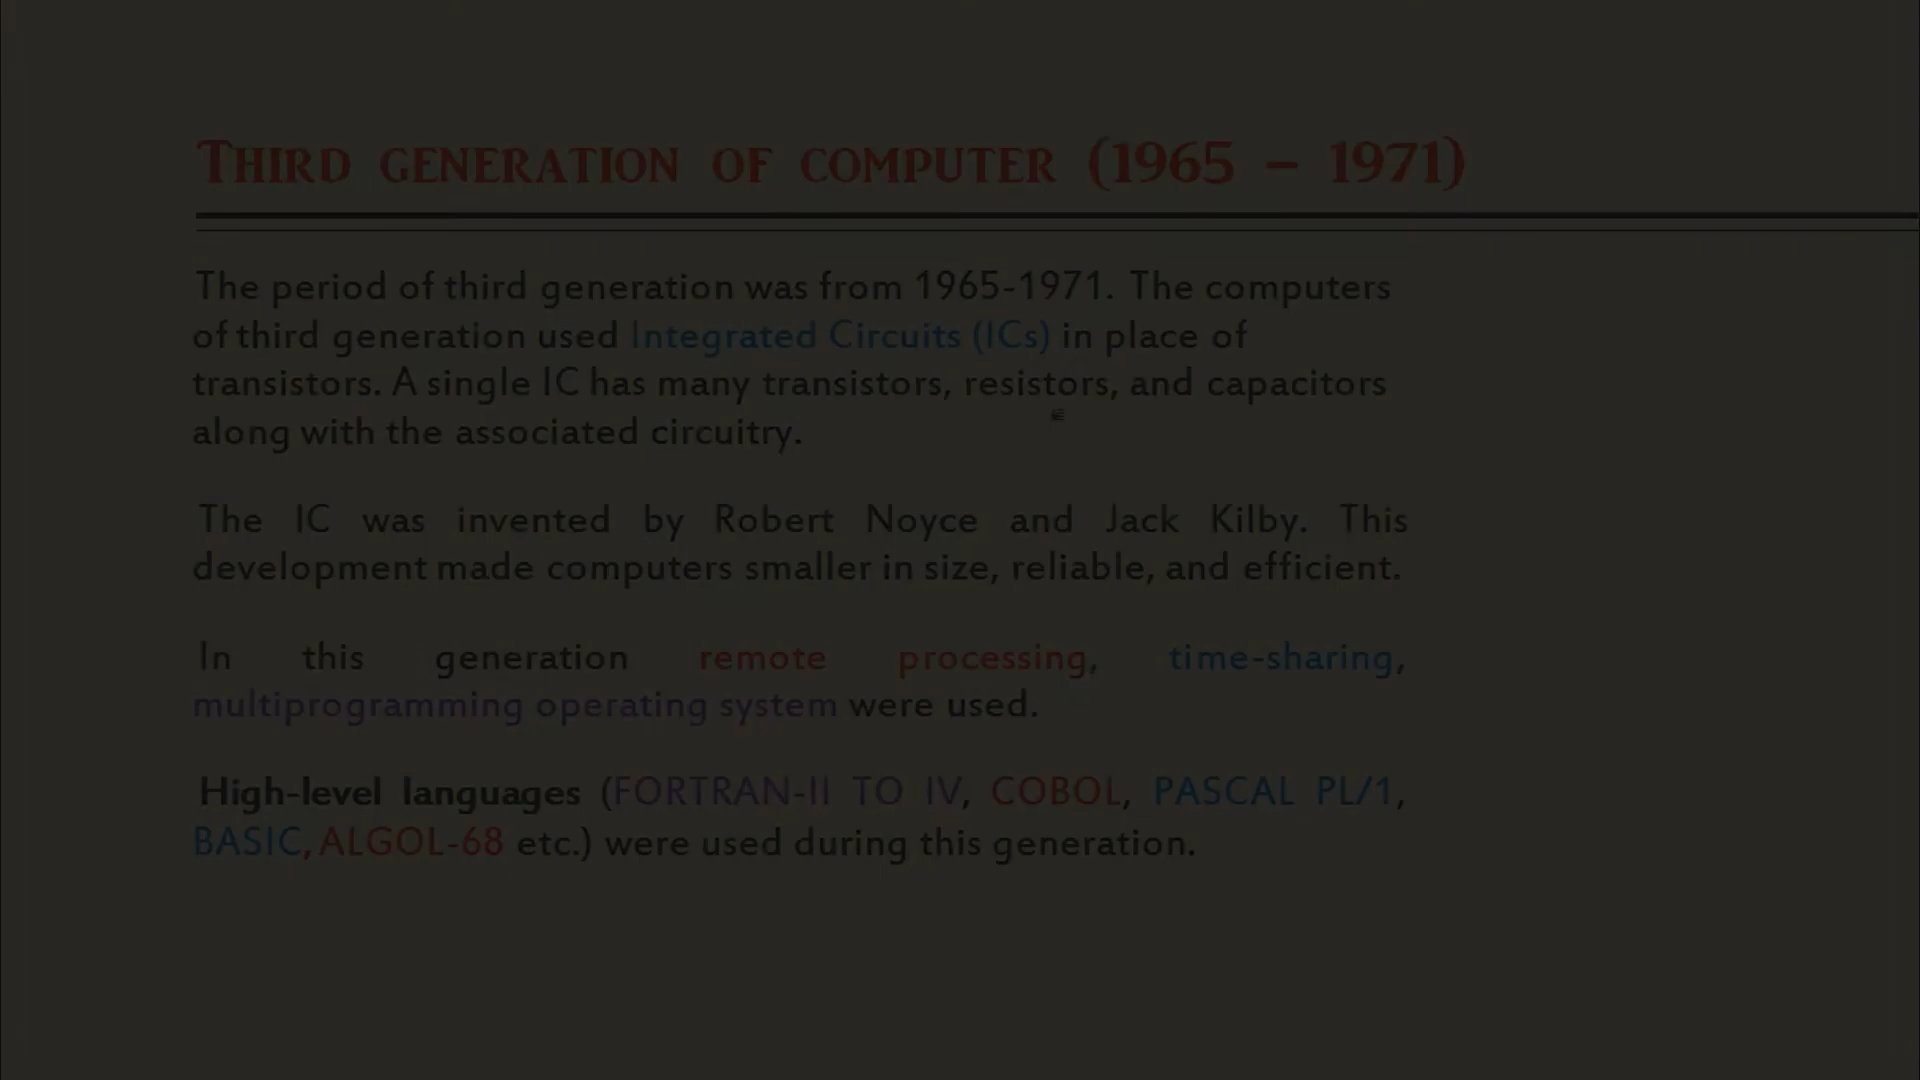 THIRD GENERATION OF COMPUTER (1965 – 1971)
The period of third generation was from 1965-1971. The computers
of third generation used Integrated Circuits (ICs) in place of
transistors. A single IC has many transistors, resistors, and capacitors
along with the associated circuitry.
The IC was invented by Robert Noyce and Jack Kilby. This
development made computers smaller in size, reliable, and efficient.
In this generation remote processing, time-sharing,
multiprogramming operating system were used.
High-level languages (FORTRAN-II TO IV, COBOL, PASCAL PL/1,
BASIC, ALGOL-68 etc.) were used during this generation.